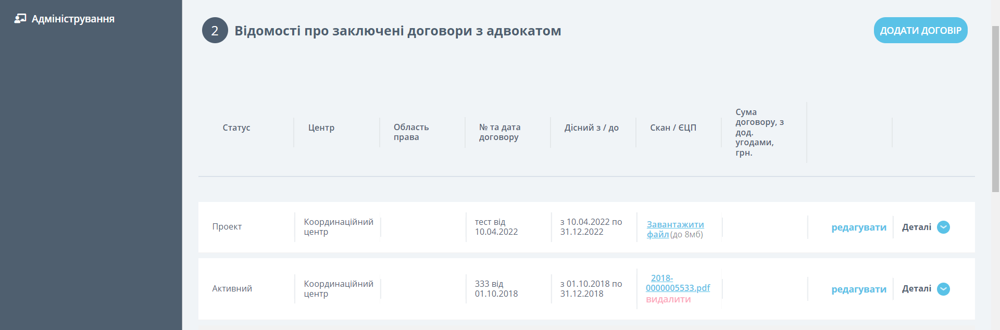 Адміністрування
2 Відомості про заключені договори з адвокатом
ДОДАТИ ДОГОВІР
Статус
Центр
Область
права
№ та дата
договору
Дісний з / до
Скан / ЄЦП
Сума
договору, з
дод.
угодами,
грн.
Проект
Координаційний
центр
тест від
10.04.2022
з 10.04.2022 по
31.12.2022
Завантажити
файл (до 8мб)
редагувати
Деталі
Активний
Координаційний
центр
333 від
01.10.2018
з 01.10.2018 по
31.12.2018
2018-
0000005533.pdf
видалити
редагувати
Деталі